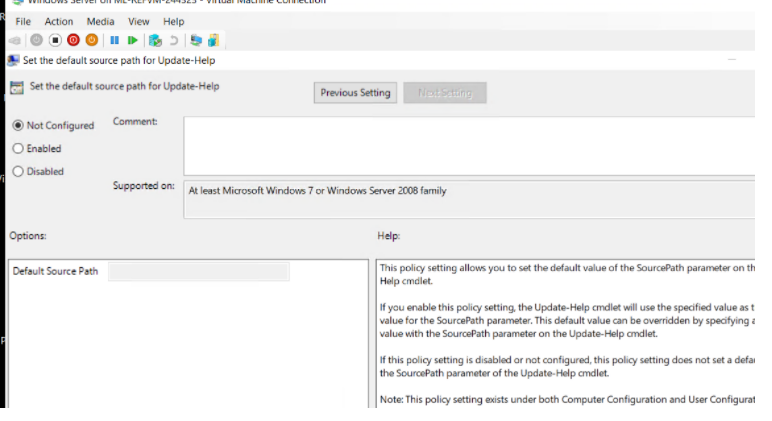 Windows Server on ML-REFVM-244325 - Virtual Machine Connection
File Action Media View Help
Set the default source path for Update-Help
Set the default source path for Update-Help
Previous Setting
Next Setting
Not Configured
Comment:
Enabled
Disabled
Supported on:
At least Microsoft Windows 7 or Windows Server 2008 family
Options:
Help:
Default Source Path
This policy setting allows you to set the default value of the SourcePath parameter on
Help cmdlet.
If you enable this policy setting, the Update-Help cmdlet will use the specified value as
value for the SourcePath parameter. This default value can be overridden by specifying
value with the SourcePath parameter on the Update-Help cmdlet.
If this policy setting is disabled or not configured, this policy setting does not set a
the SourcePath parameter of the Update-Help cmdlet.
Note: This policy setting exists under both Computer Configuration and User